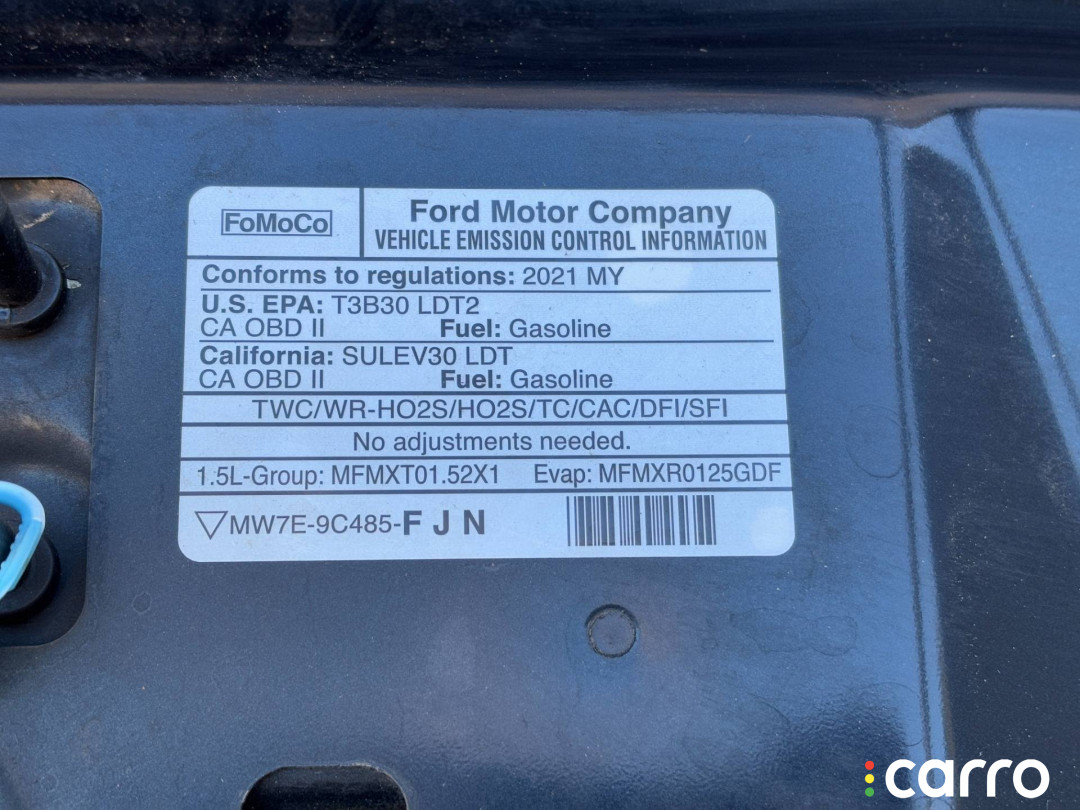 FoMoCo
Ford Motor Company
VEHICLE EMISSION CONTROL INFORMATION
Conforms to regulations: 2021 MY
U.S. EPA: T3B30 LDT2
CA OBD II Fuel: Gasoline
California: SULEV30 LDT
CA OBD II Fuel: Gasoline
TWC/WR-HO2S/HO2S/TC/CAC/DFI/SFI
No adjustments needed.
1.5L-Group: MFMXT01.52X1 Evap: MFMXR0125GDF
MW7E-9C485-F J N
carro